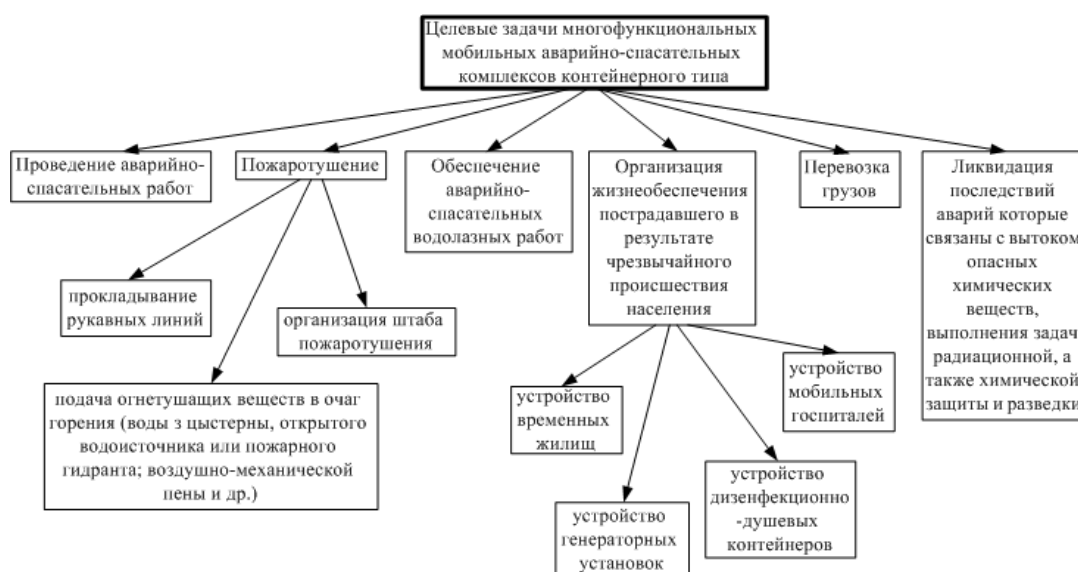 Целевые задачи многофункциональных
мобильных аварийно-спасательных
комплексов контейнерного типа
Проведение аварийно-
спасательных работ
Пожаротушение
Обеспечение
аварийно-
спасательных
водолазных работ
Организация
жизнеобеспечения
пострадавшего в
результате
чрезвычайного
происшествия
населения
Перевозка
грузов
Ликвидация
последствий
аварий которые
связаны с вытоком
опасных
химических
веществ,
выполнения задач
радиационной, а
также химической
защиты и разведки
прокладывание
рукавных линий
организация штаба
пожаротушения
подача огнетушащих веществ в очаг
горения (воды з цыстерны, открытого
водоисточника или пожарного
гидранта; воздушно-механической
пены и др.)
устройство
временных
жилищ
устройство
мобильных
госпиталей
устройство
генераторных
установок
устройство
дизенфекционно
-душевых
контейнеров